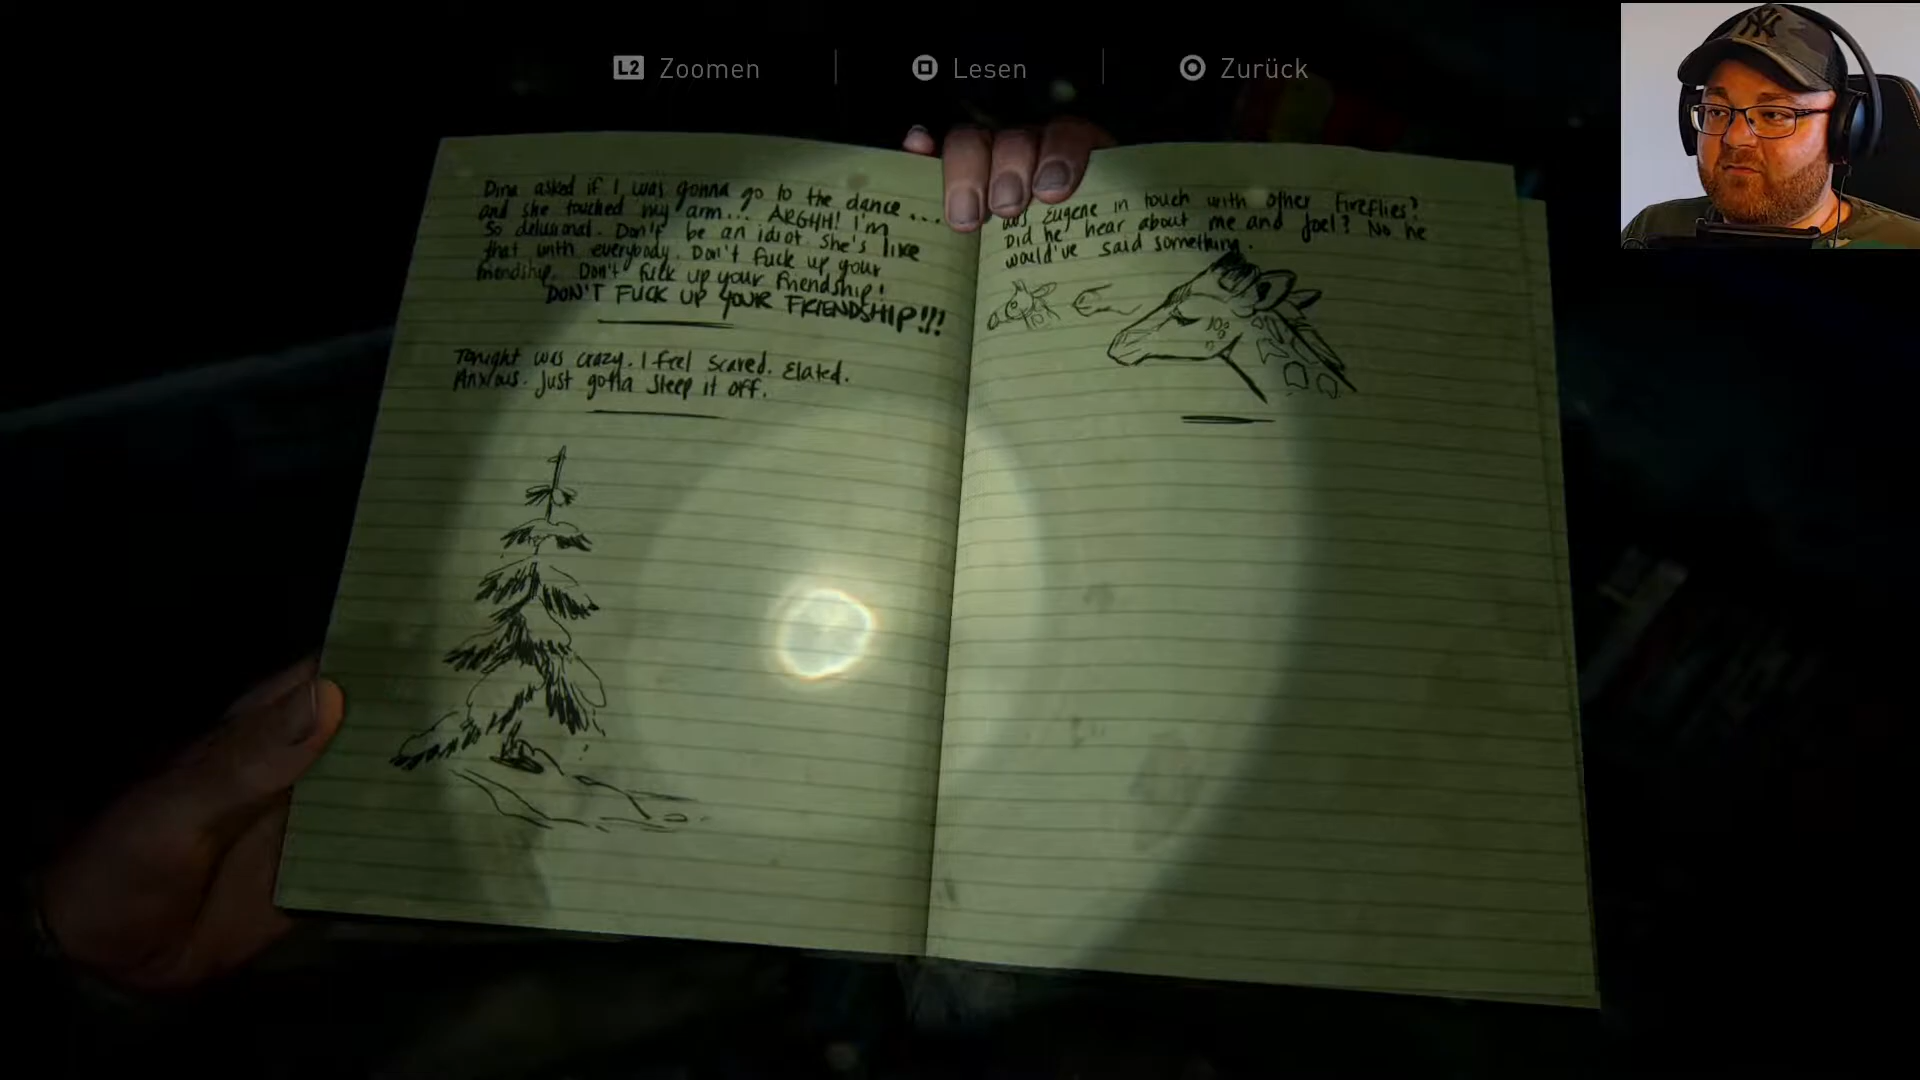 L2 Zoomen
Lesen
Zurück
NY
Dina asked if I was gonna go to the dance...
and she touched my arm... ARGHH! I'm
so delusional. Don't be an idiot. She's like
that with everybody. Don't fuck up your
friendship. Don't fuck up your friendship!
DON'T FUCK UP YOUR FRIENDSHIP!!!
Tonight was crazy. I feel scared. Elated.
Anxious. Just gotta sleep it off.
Was Eugene in touch with other Fireflies?
Did he hear about me and Joel? No he
would've said something.